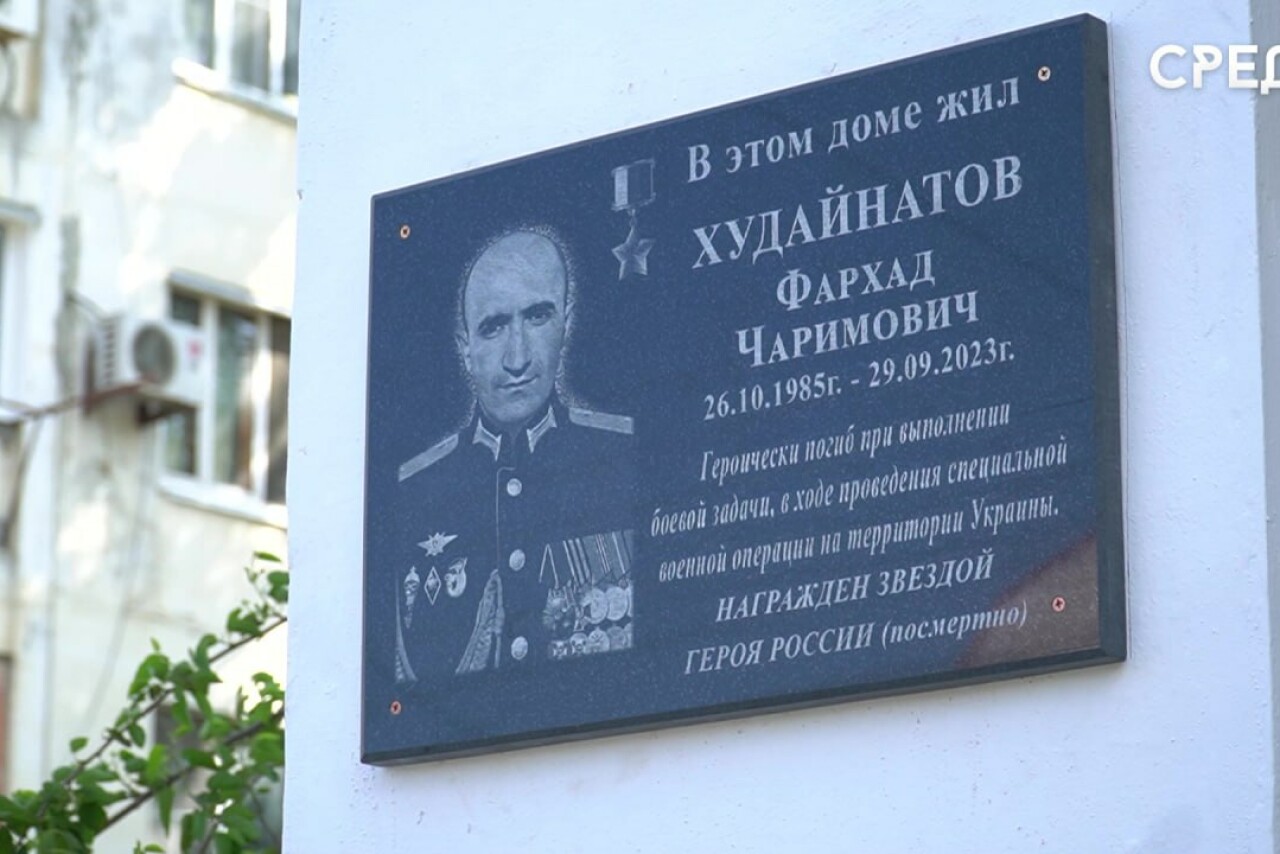 СРЕД
В этом доме жил
ХУДАЙНАТОВ
ФАРХАД
ЧАРИМОВИЧ
26.10.1985г. - 29.09.2023г.
Героически погиб при выполнении
боевой задачи, в ходе проведения специальной
военной операции на территории Украины.
НАГРАЖДЕН ЗВЕЗДОЙ
ГЕРОЯ РОССИИ (посмертно)